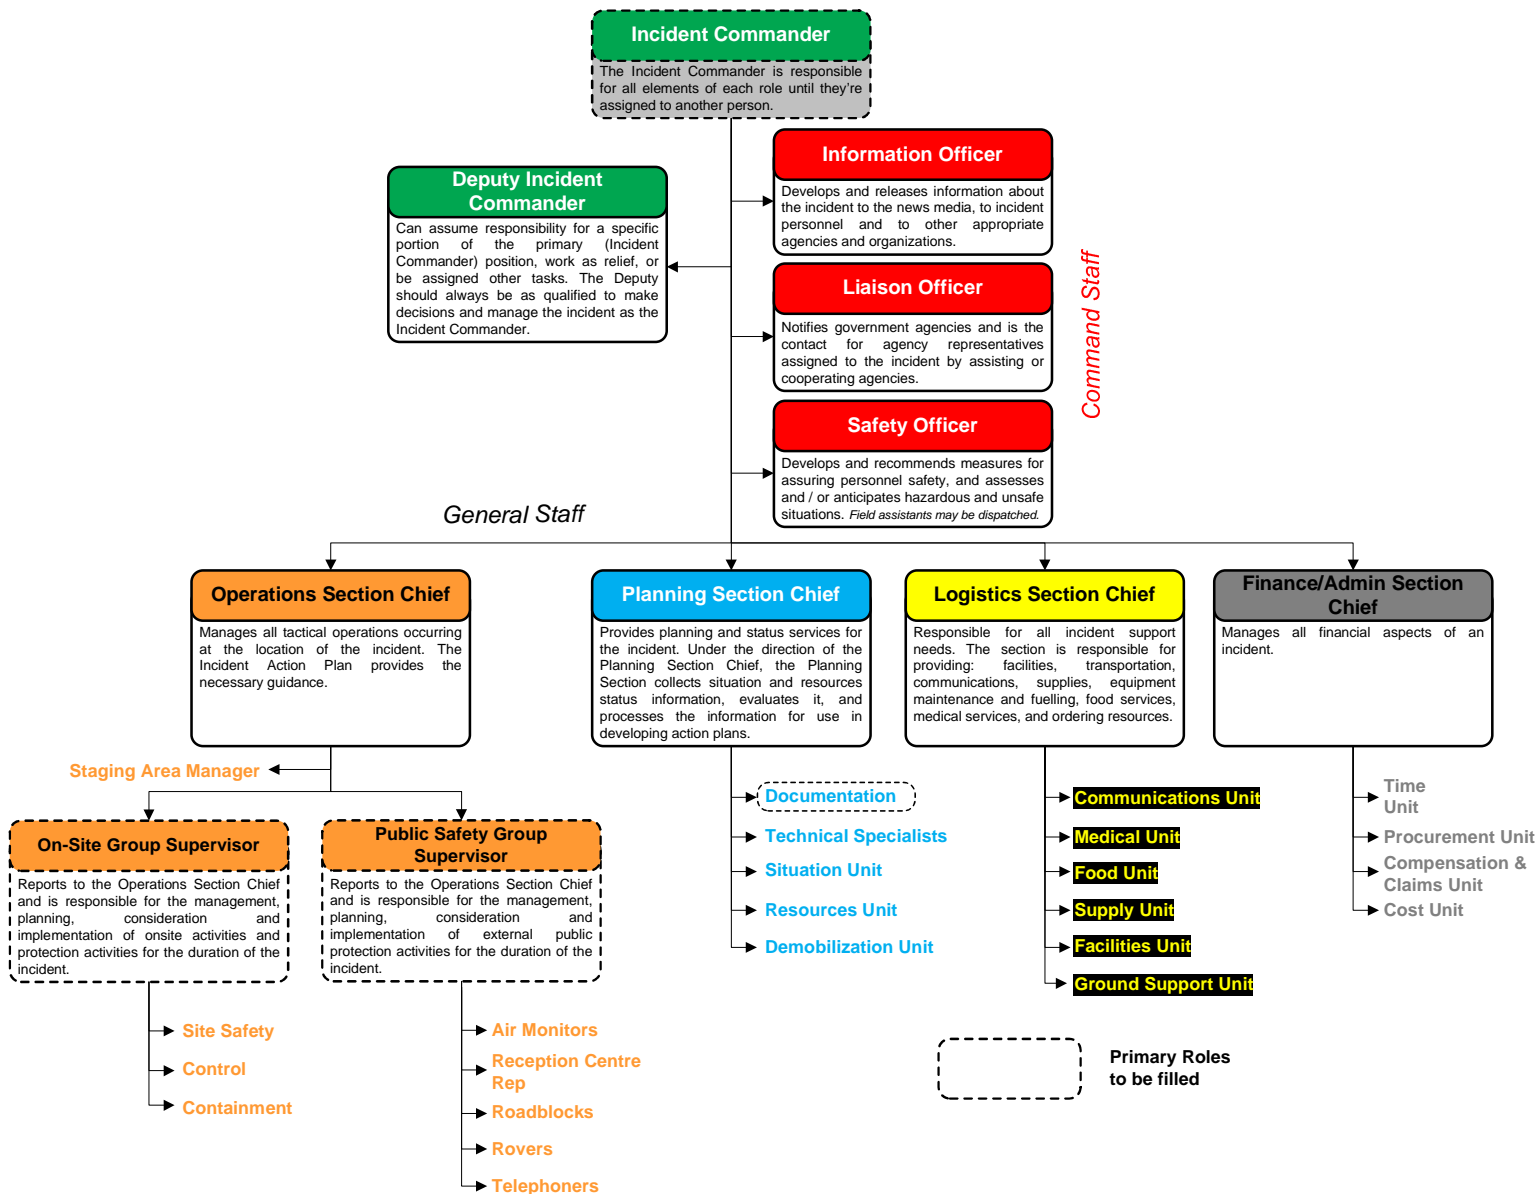 Incident Commander
The Incident Commander is responsible
for all elements of each role until they're
assigned to another person.
Information Officer
Develops and releases information about
the incident to the news media, to incident
personnel and to other appropriate
agencies and organizations.
Deputy Incident
Commander
Can assume responsibility for a specific
portion of the primary (Incident
Commander) position, work as relief, or
be assigned other tasks. The Deputy
should always be as qualified to make
decisions and manage the incident as the
Incident Commander.
Liaison Officer
Notifies government agencies and is the
contact for agency representatives
assigned to the incident by assisting or
cooperating agencies.
Command Staff
Safety Officer
Develops and recommends measures for
assuring personnel safety, and assesses
and / or anticipates hazardous and unsafe
situations. Field assistants may be dispatched.
General Staff
Operations Section Chief
Manages all tactical operations occurring
at the location of the incident. The
Incident Action Plan provides the
necessary guidance.
Planning Section Chief
Provides planning and status services for
the incident. Under the direction of the
Planning Section Chief, the Planning
Section collects situation and resources
status information, evaluates it, and
processes the information for use in
developing action plans.
Logistics Section Chief
Responsible for all incident support
needs. The section is responsible for
providing: facilities, transportation,
communications, supplies, equipment
maintenance and fuelling, food services,
medical services, and ordering resources.
Finance/Admin Section
Chief
Manages all financial aspects of an
incident.
Staging Area Manager
On-Site Group Supervisor
Reports to the Operations Section Chief
and is responsible for the management,
planning, consideration and
implementation of onsite activities and
protection activities for the duration of the
incident.
Site Safety
Control
Containment
Public Safety Group
Supervisor
Reports to the Operations Section Chief
and is responsible for the management,
planning, consideration and
implementation of external public
protection activities for the duration of the
incident.
Air Monitors
Reception Centre
Rep
Roadblocks
Rovers
Telephoners
Documentation
Technical Specialists
Situation Unit
Resources Unit
Demobilization Unit
Communications Unit
Medical Unit
Food Unit
Supply Unit
Facilities Unit
Ground Support Unit
Time
Unit
Procurement Unit
Compensation &
Claims Unit
Cost Unit
Primary Roles
to be filled